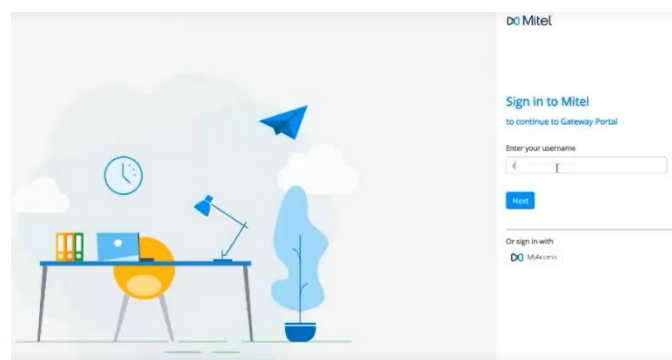 Mitel
Sign in to Mitel
to continue to Gateway Portal
Enter your username
Next
Or sign in with
MiAccess